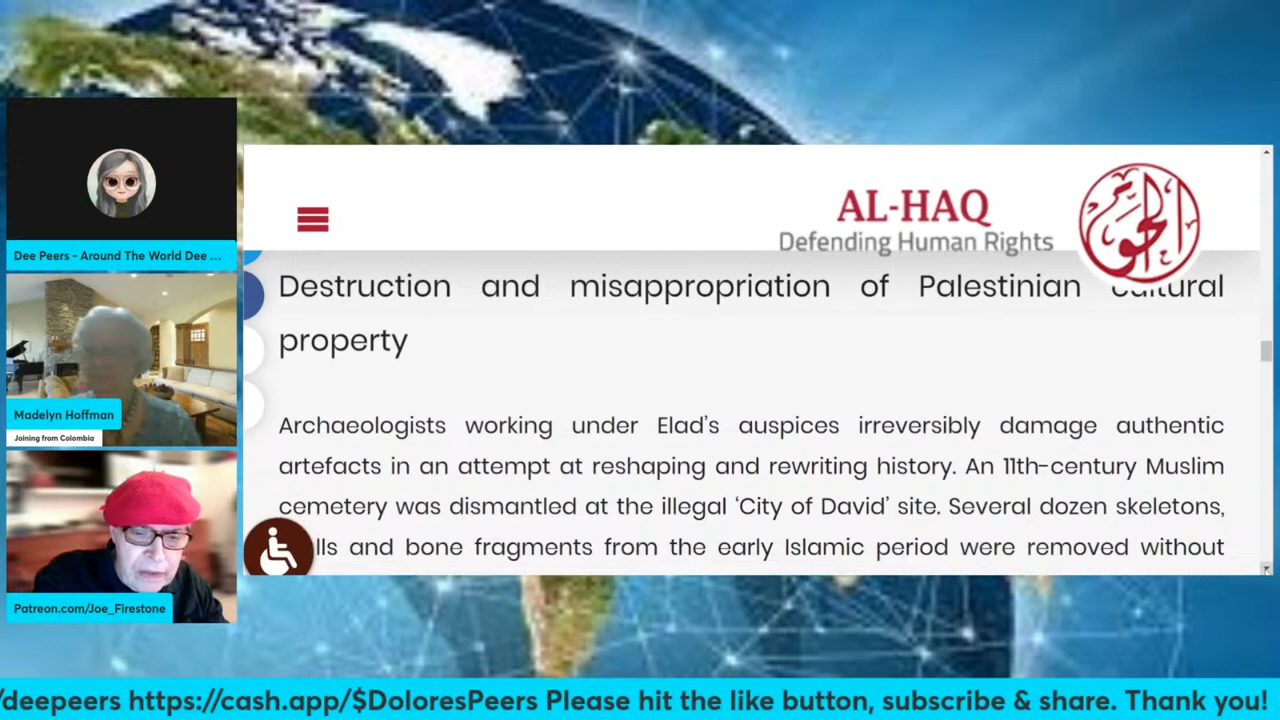 Dee Peers - Around The World Dee ...
Madelyn Hoffman
Joining from Colombia
Patreon.com/Joe_Firestone
AL-HAQ
Defending Human Rights
الحق
Destruction and misappropriation of Palestinian cultural
property
Archaeologists working under Elad's auspices irreversibly damage authentic
artefacts in an attempt at reshaping and rewriting history. An 11th-century Muslim
cemetery was dismantled at the illegal ‘City of David’ site. Several dozen skeletons,
lls and bone fragments from the early Islamic period were removed without
/deepeers https://cash.app/$DoloresPeers Please hit the like button, subscribe & share. Thank you!